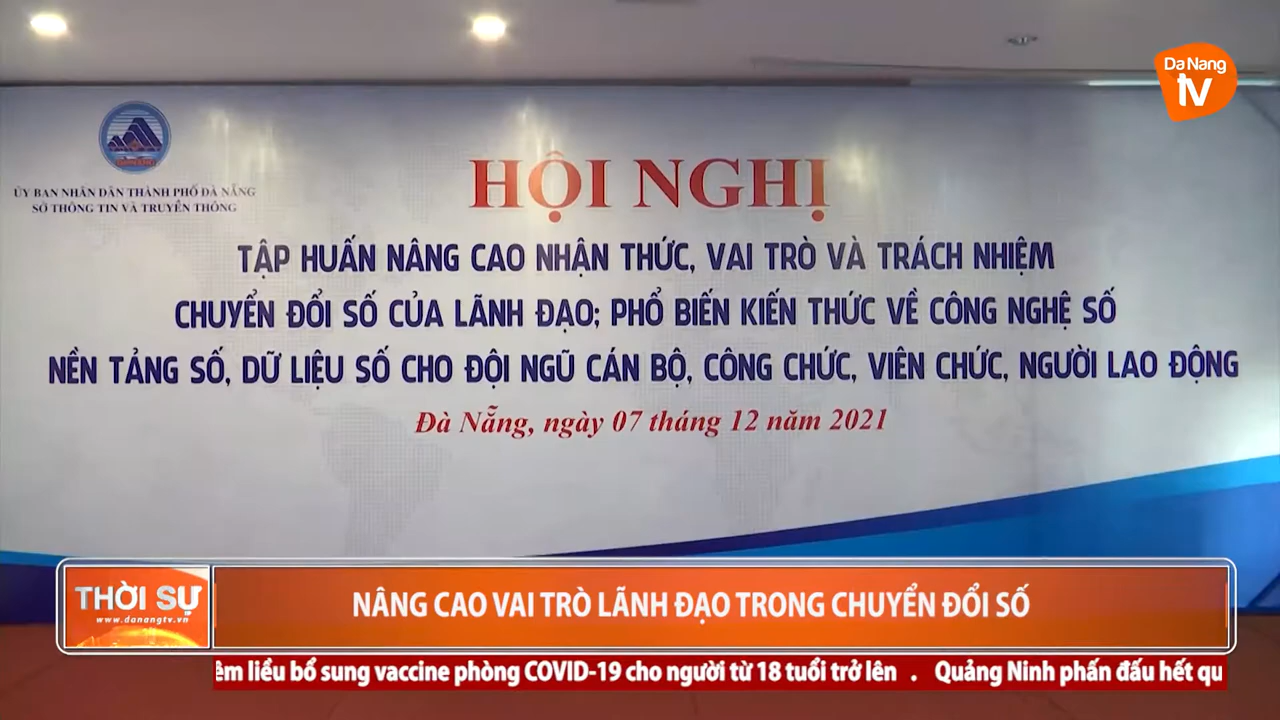 Da Nang
tv
ỦY BAN NHÂN DÂN THÀNH PHỐ ĐÀ NẴNG
SỞ THÔNG TIN VÀ TRUYỀN THÔNG
HỘI NGHỊ
TẬP HUẤN NÂNG CAO NHẬN THỨC, VAI TRÒ VÀ TRÁCH NHIỆM
CHUYỂN ĐỔI SỐ CỦA LÃNH ĐẠO; PHỔ BIẾN KIẾN THỨC VỀ CÔNG NGHỆ SỐ
NỀN TẢNG SỐ, DỮ LIỆU SỐ CHO ĐỘI NGŨ CÁN BỘ, CÔNG CHỨC, VIÊN CHỨC, NGƯỜI LAO ĐỘNG
Đà Nẵng, ngày 07 tháng 12 năm 2021
THỜI SỰ
www.danangtv.vn
NÂNG CAO VAI TRÒ LÃNH ĐẠO TRONG CHUYỂN ĐỔI SỐ
êm liều bổ sung vaccine phòng COVID-19 cho người từ 18 tuổi trở lên . Quảng Ninh phấn đấu hết qu